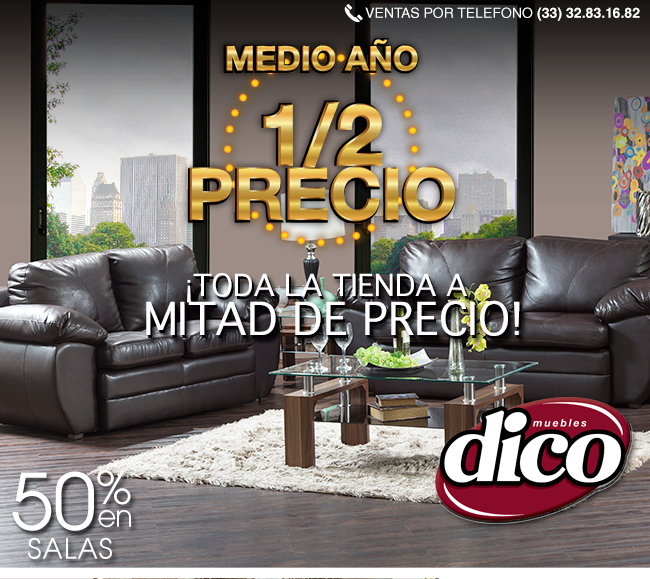 VENTAS POR TELEFONO (33) 32.83.16.82
MEDIO AÑO
1/2
PRECIO
¡TODA LA TIENDA A
MITAD DE PRECIO!
muebles
dico
50% en
SALAS